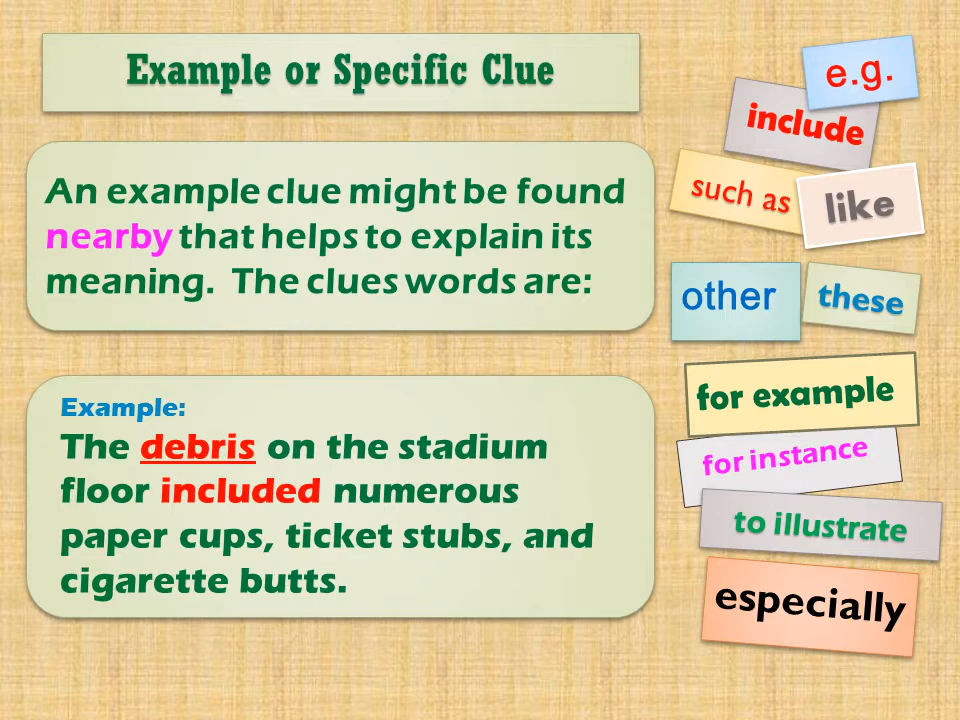 Example or Specific Clue
An example clue might be found
nearby that helps to explain its
meaning. The clues words are:
Example:
The debris on the stadium
floor included numerous
paper cups, ticket stubs, and
cigarette butts.
e.g.
include
such as
like
other
these
for example
for instance
to illustrate
especially